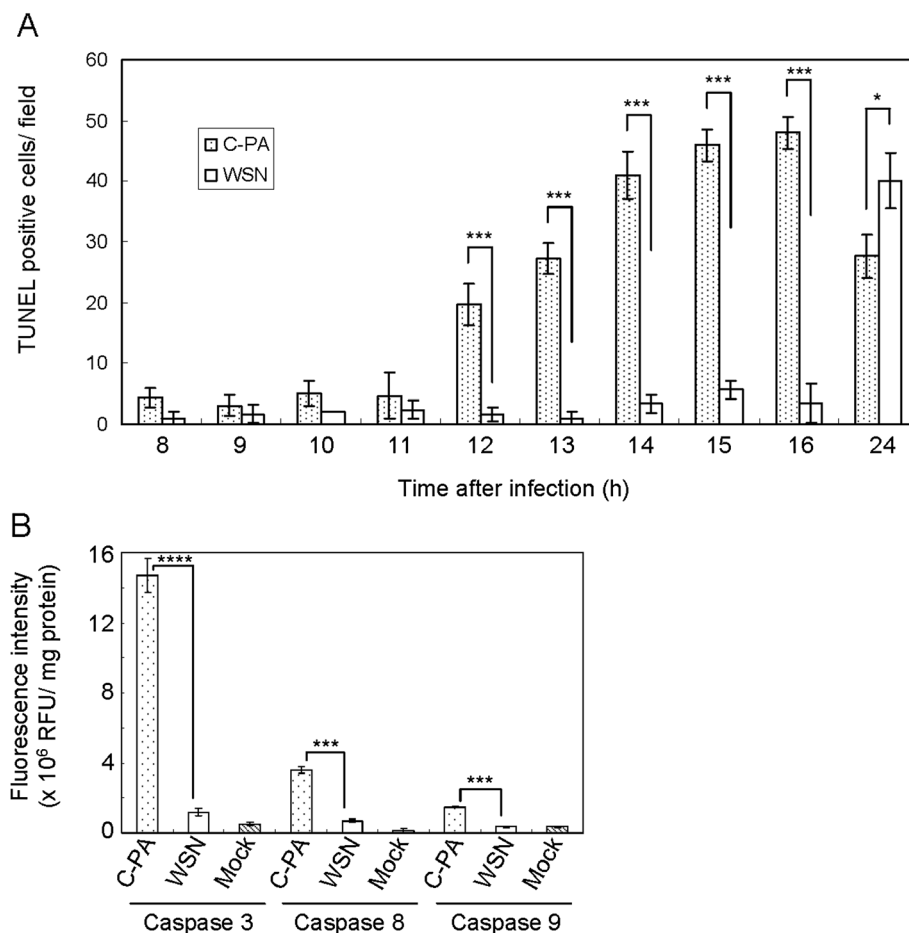 A
TUNEL positive cells/ field
60
50
40
30
20
10
0
C-PA
WSN
***
***
***
***
***
*
8 9 10 11 12 13 14 15 16 24
Time after infection (h)
B
Fluorescence intensity
(x 10⁶ RFU/ mg protein)
16
12
8
4
0
****
***
***
C-PA WSN Mock C-PA WSN Mock C-PA WSN Mock
Caspase 3 Caspase 8 Caspase 9